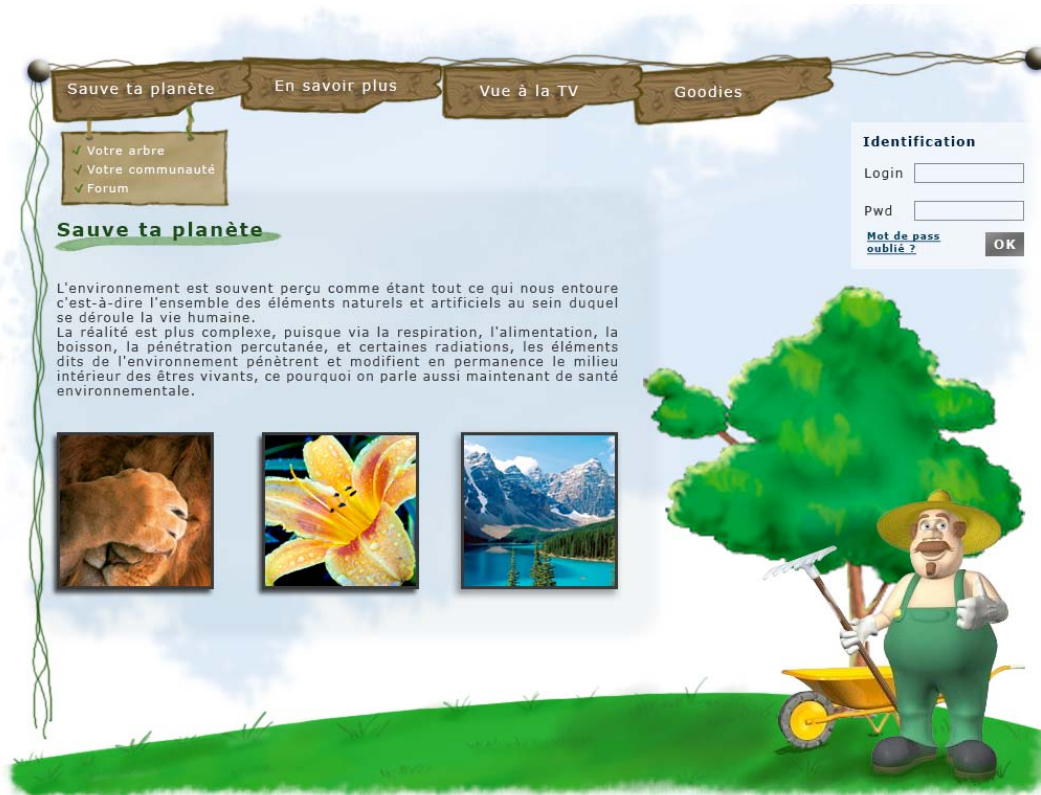 Sauve ta planète
En savoir plus
Vue à la TV
Goodies
Votre arbre
Votre communauté
Forum
Identification
Login
Pwd
Mot de pass
oublié ?
OK
Sauve ta planète
L'environnement est souvent perçu comme étant tout ce qui nous entoure
c'est-à-dire l'ensemble des éléments naturels et artificiels au sein duquel
se déroule la vie humaine.
La réalité est plus complexe, puisque via la respiration, l'alimentation, la
boisson, la pénétration percutanée, et certaines radiations, les éléments
dits de l'environnement pénètrent et modifient en permanence le milieu
intérieur des êtres vivants, ce pourquoi on parle aussi maintenant de santé
environnementale.